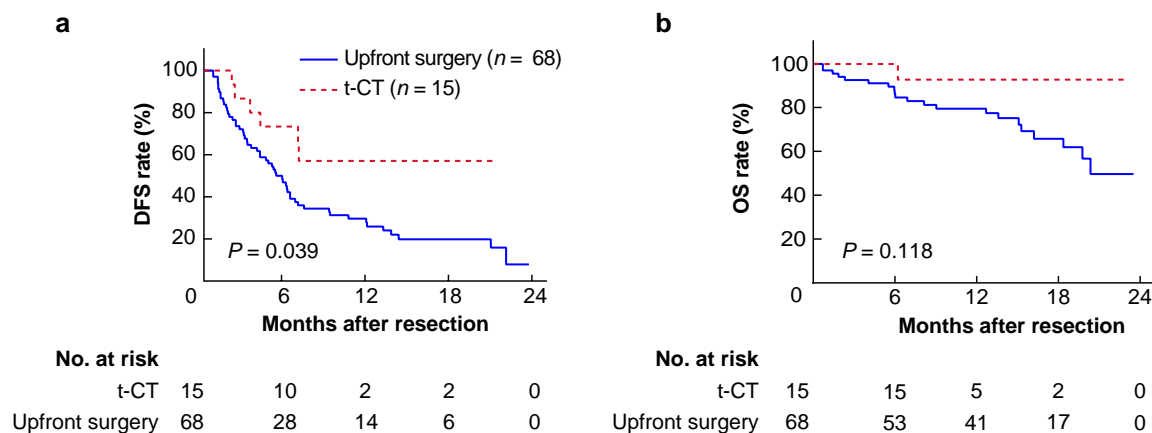 a
DFS rate (%)
100
80
60
40
20
0
6
12
18
24
Upfront surgery (n = 68)
t-CT (n = 15)
P = 0.039
Months after resection
No. at risk
t-CT 15 10 2 2 0
Upfront surgery 68 28 14 6 0
b
OS rate (%)
100
80
60
40
20
0
6
12
18
24
P = 0.118
Months after resection
No. at risk
t-CT 15 15 5 2 0
Upfront surgery 68 53 41 17 0